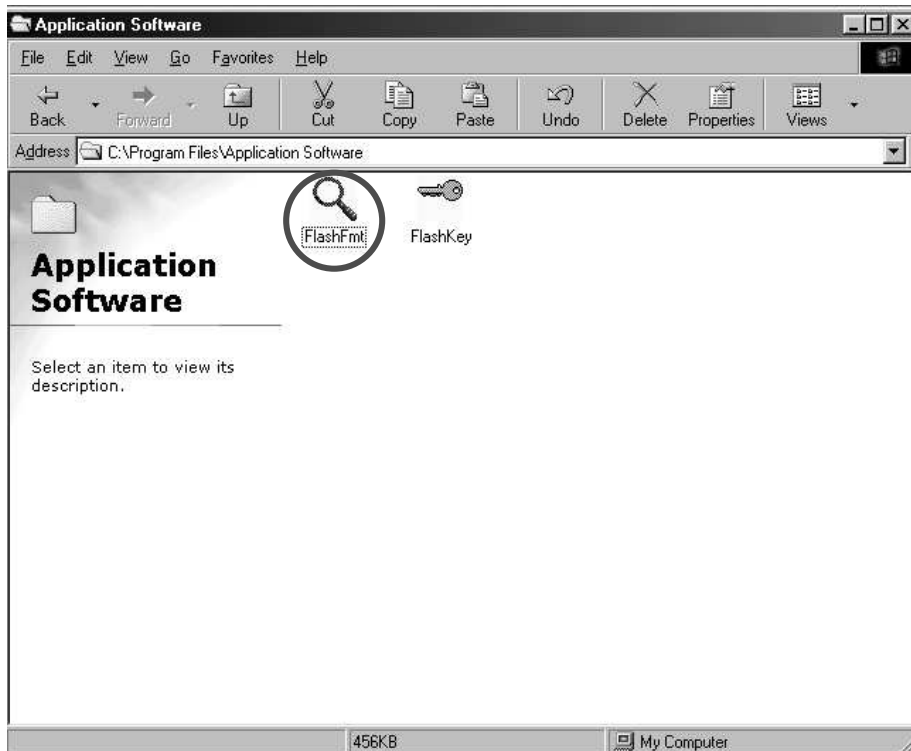 Application Software
File Edit View Go Favorites Help
Back Forward Up Cut Copy Paste Undo Delete Properties Views
Address C:\Program Files\Application Software
FlashFmt FlashKey
Application
Software
Select an item to view its
description.
456KB My Computer